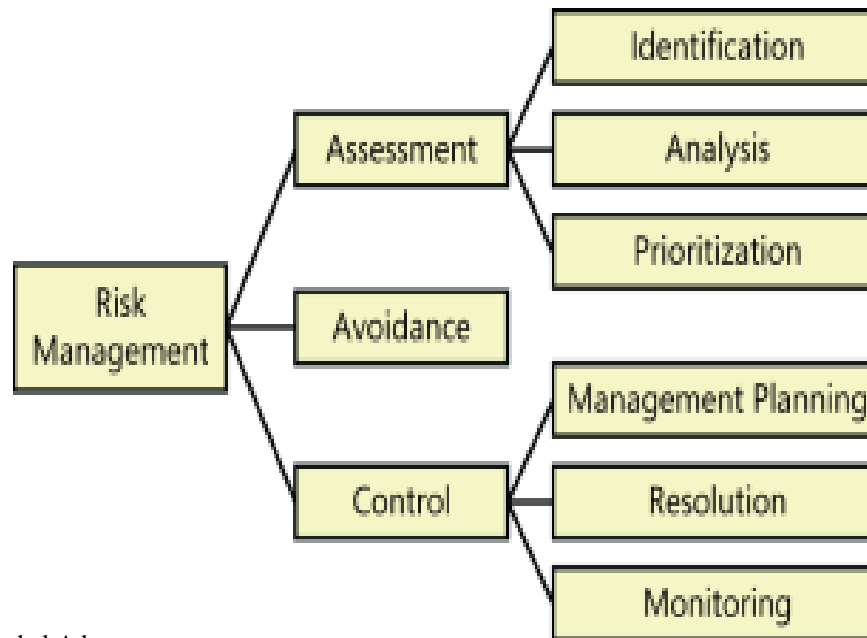 Identification
Assessment
Analysis
Prioritization
Risk
Management
Avoidance
Management Planning
Control
Resolution
Monitoring